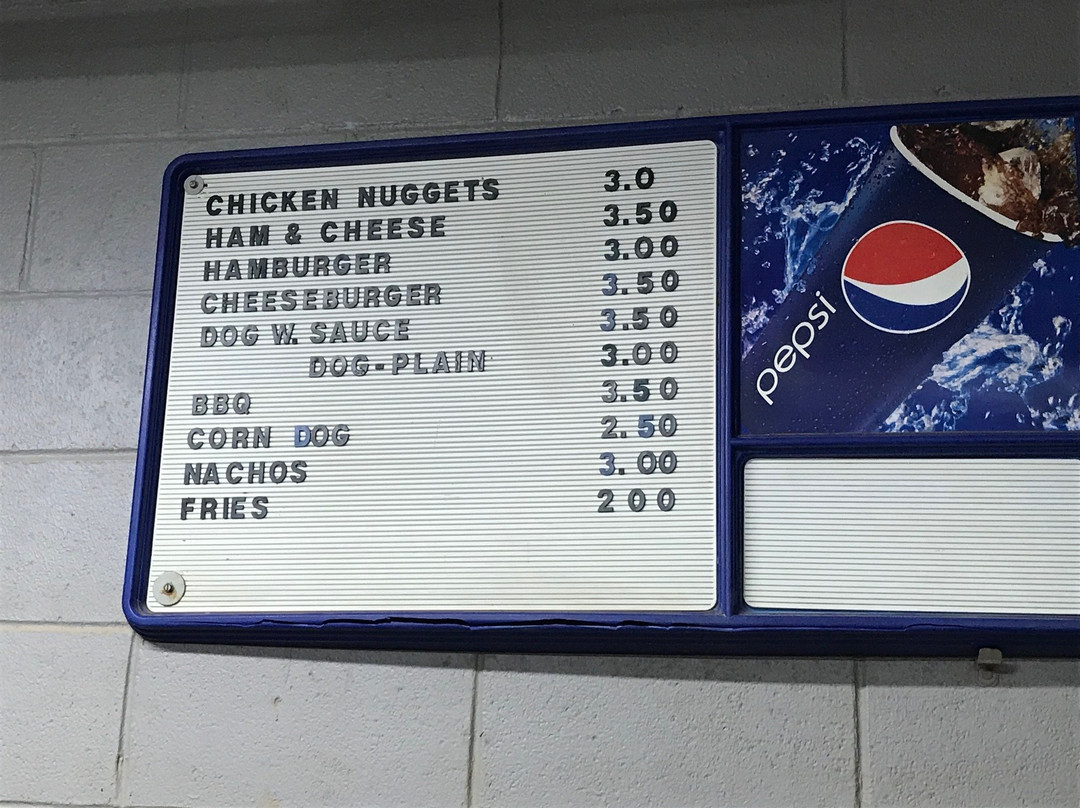 CHICKEN NUGGETS 3.0
HAM & CHEESE 3.50
HAMBURGER 3.00
CHEESEBURGER 3.50
DOG W. SAUCE 3.50
DOG-PLAIN 3.00
BBQ 3.50
CORN DOG 2.50
NACHOS 3.00
FRIES 200
pepsi